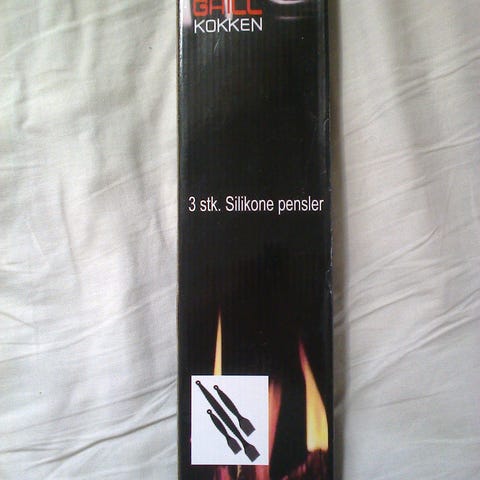 GRILL
KOKKEN
3 stk. Silikone pensler